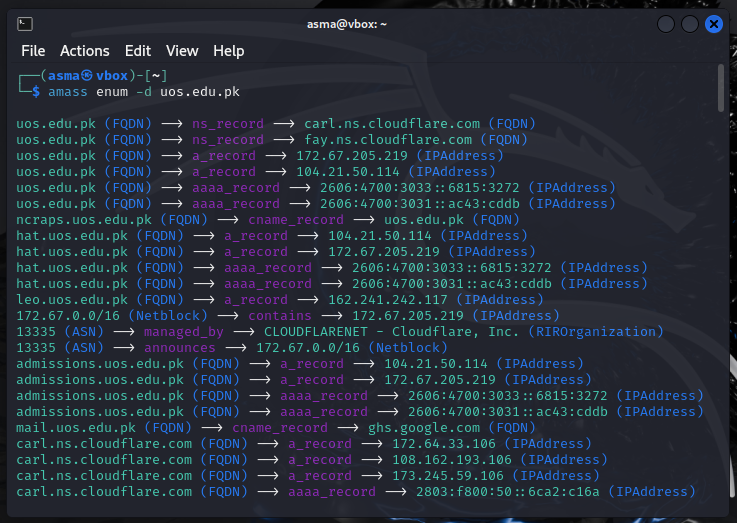 asma@vbox: ~
File Actions Edit View Help
┌──(asma㉿vbox)-[~]
└─$ amass enum -d uos.edu.pk
uos.edu.pk (FQDN) ⟶ ns_record ⟶ carl.ns.cloudflare.com (FQDN)
uos.edu.pk (FQDN) ⟶ ns_record ⟶ fay.ns.cloudflare.com (FQDN)
uos.edu.pk (FQDN) ⟶ a_record ⟶ 172.67.205.219 (IPAddress)
uos.edu.pk (FQDN) ⟶ a_record ⟶ 104.21.50.114 (IPAddress)
uos.edu.pk (FQDN) ⟶ aaaa_record ⟶ 2606:4700:3033::6815:3272 (IPAddress)
uos.edu.pk (FQDN) ⟶ aaaa_record ⟶ 2606:4700:3031::ac43:cddb (IPAddress)
ncraps.uos.edu.pk (FQDN) ⟶ cname_record ⟶ uos.edu.pk (FQDN)
hat.uos.edu.pk (FQDN) ⟶ a_record ⟶ 104.21.50.114 (IPAddress)
hat.uos.edu.pk (FQDN) ⟶ a_record ⟶ 172.67.205.219 (IPAddress)
hat.uos.edu.pk (FQDN) ⟶ aaaa_record ⟶ 2606:4700:3033::6815:3272 (IPAddress)
hat.uos.edu.pk (FQDN) ⟶ aaaa_record ⟶ 2606:4700:3031::ac43:cddb (IPAddress)
leo.uos.edu.pk (FQDN) ⟶ a_record ⟶ 162.241.242.117 (IPAddress)
172.67.0.0/16 (Netblock) ⟶ contains ⟶ 172.67.205.219 (IPAddress)
13335 (ASN) ⟶ managed_by ⟶ CLOUDFLARENET - Cloudflare, Inc. (RIROrganization)
13335 (ASN) ⟶ announces ⟶ 172.67.0.0/16 (Netblock)
admissions.uos.edu.pk (FQDN) ⟶ a_record ⟶ 104.21.50.114 (IPAddress)
admissions.uos.edu.pk (FQDN) ⟶ a_record ⟶ 172.67.205.219 (IPAddress)
admissions.uos.edu.pk (FQDN) ⟶ aaaa_record ⟶ 2606:4700:3033::6815:3272 (IPAddress)
admissions.uos.edu.pk (FQDN) ⟶ aaaa_record ⟶ 2606:4700:3031::ac43:cddb (IPAddress)
mail.uos.edu.pk (FQDN) ⟶ cname_record ⟶ ghs.google.com (FQDN)
carl.ns.cloudflare.com (FQDN) ⟶ a_record ⟶ 172.64.33.106 (IPAddress)
carl.ns.cloudflare.com (FQDN) ⟶ a_record ⟶ 108.162.193.106 (IPAddress)
carl.ns.cloudflare.com (FQDN) ⟶ a_record ⟶ 173.245.59.106 (IPAddress)
carl.ns.cloudflare.com (FQDN) ⟶ aaaa_record ⟶ 2803:f800:50::6ca2:c16a (IPAddress)